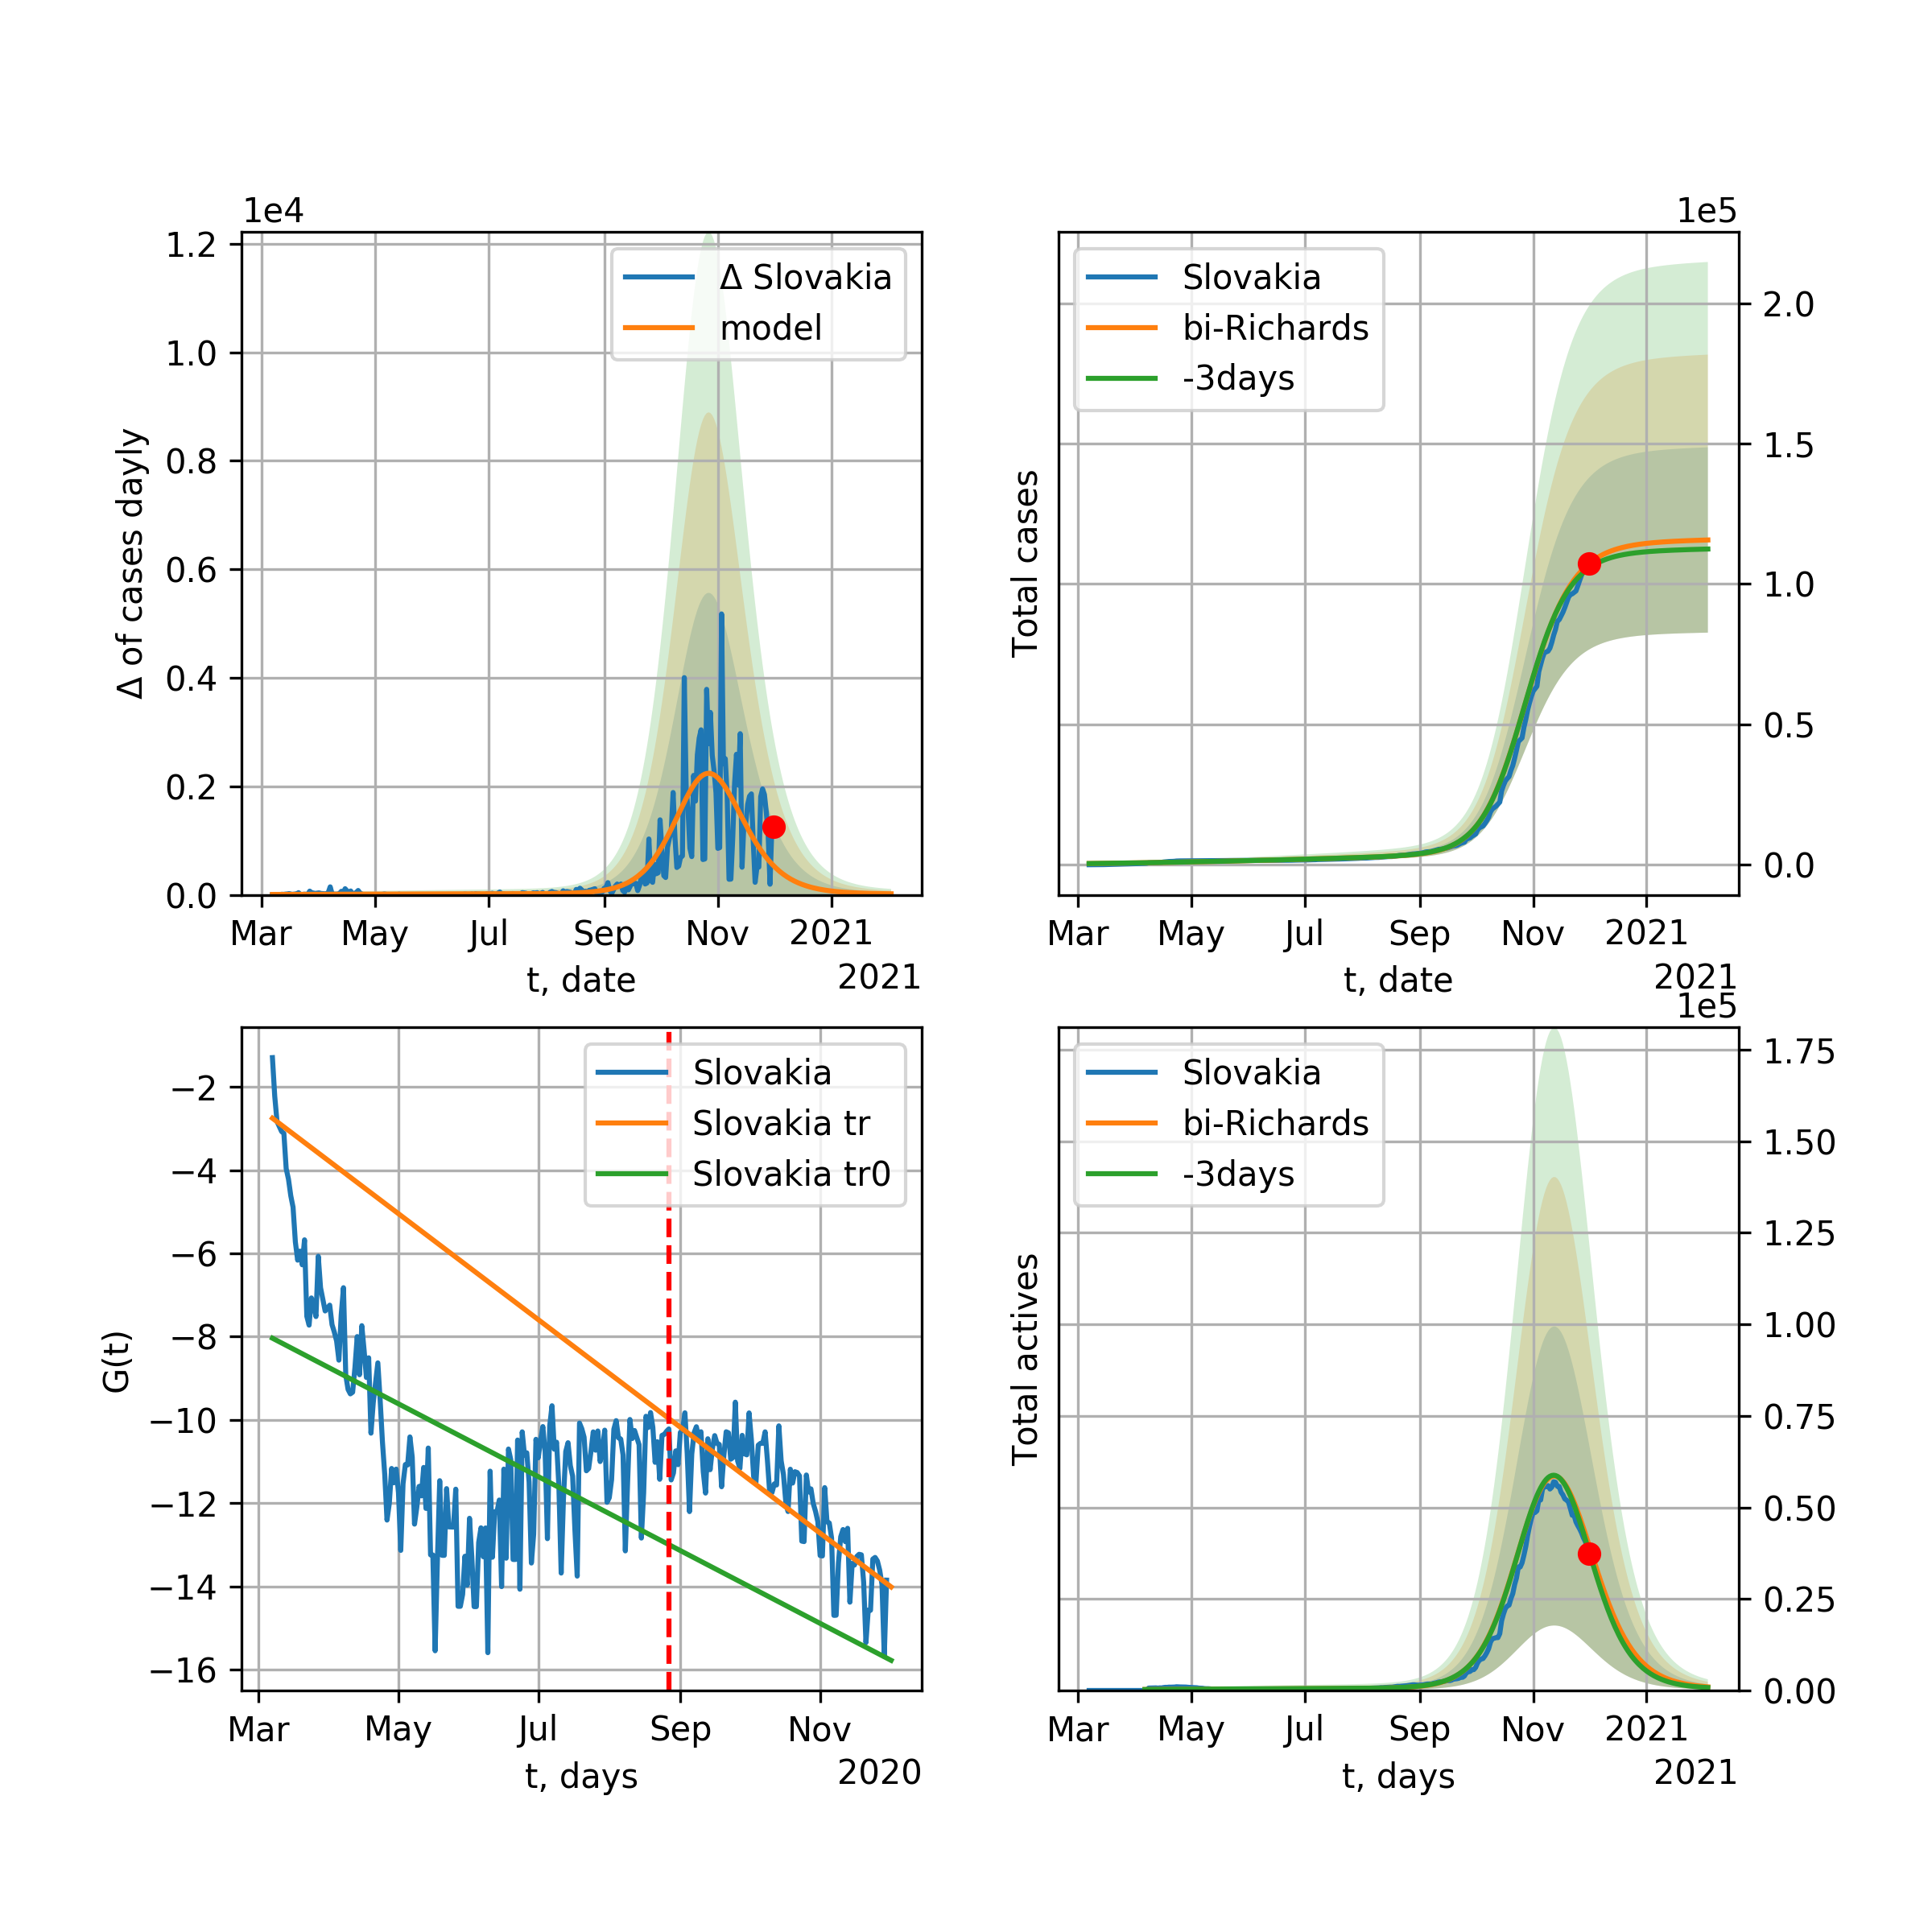 1e4
1.2
1.0
0.8
0.6
0.4
0.2
0.0
Δ of cases dayly
Δ Slovakia
model
Mar May Jul Sep Nov 2021
t, date
2021
1e5
Slovakia
bi-Richards
-3days
Total cases
2.0
1.5
1.0
0.5
0.0
Mar May Jul Sep Nov 2021
t, date
2021
−2
−4
−6
−8
−10
−12
−14
−16
G(t)
Slovakia
Slovakia tr
Slovakia tr0
Mar May Jul Sep Nov
t, days
2020
1e5
Slovakia
bi-Richards
-3days
Total actives
1.75
1.50
1.25
1.00
0.75
0.50
0.25
0.00
Mar May Jul Sep Nov 2021
t, days
2021